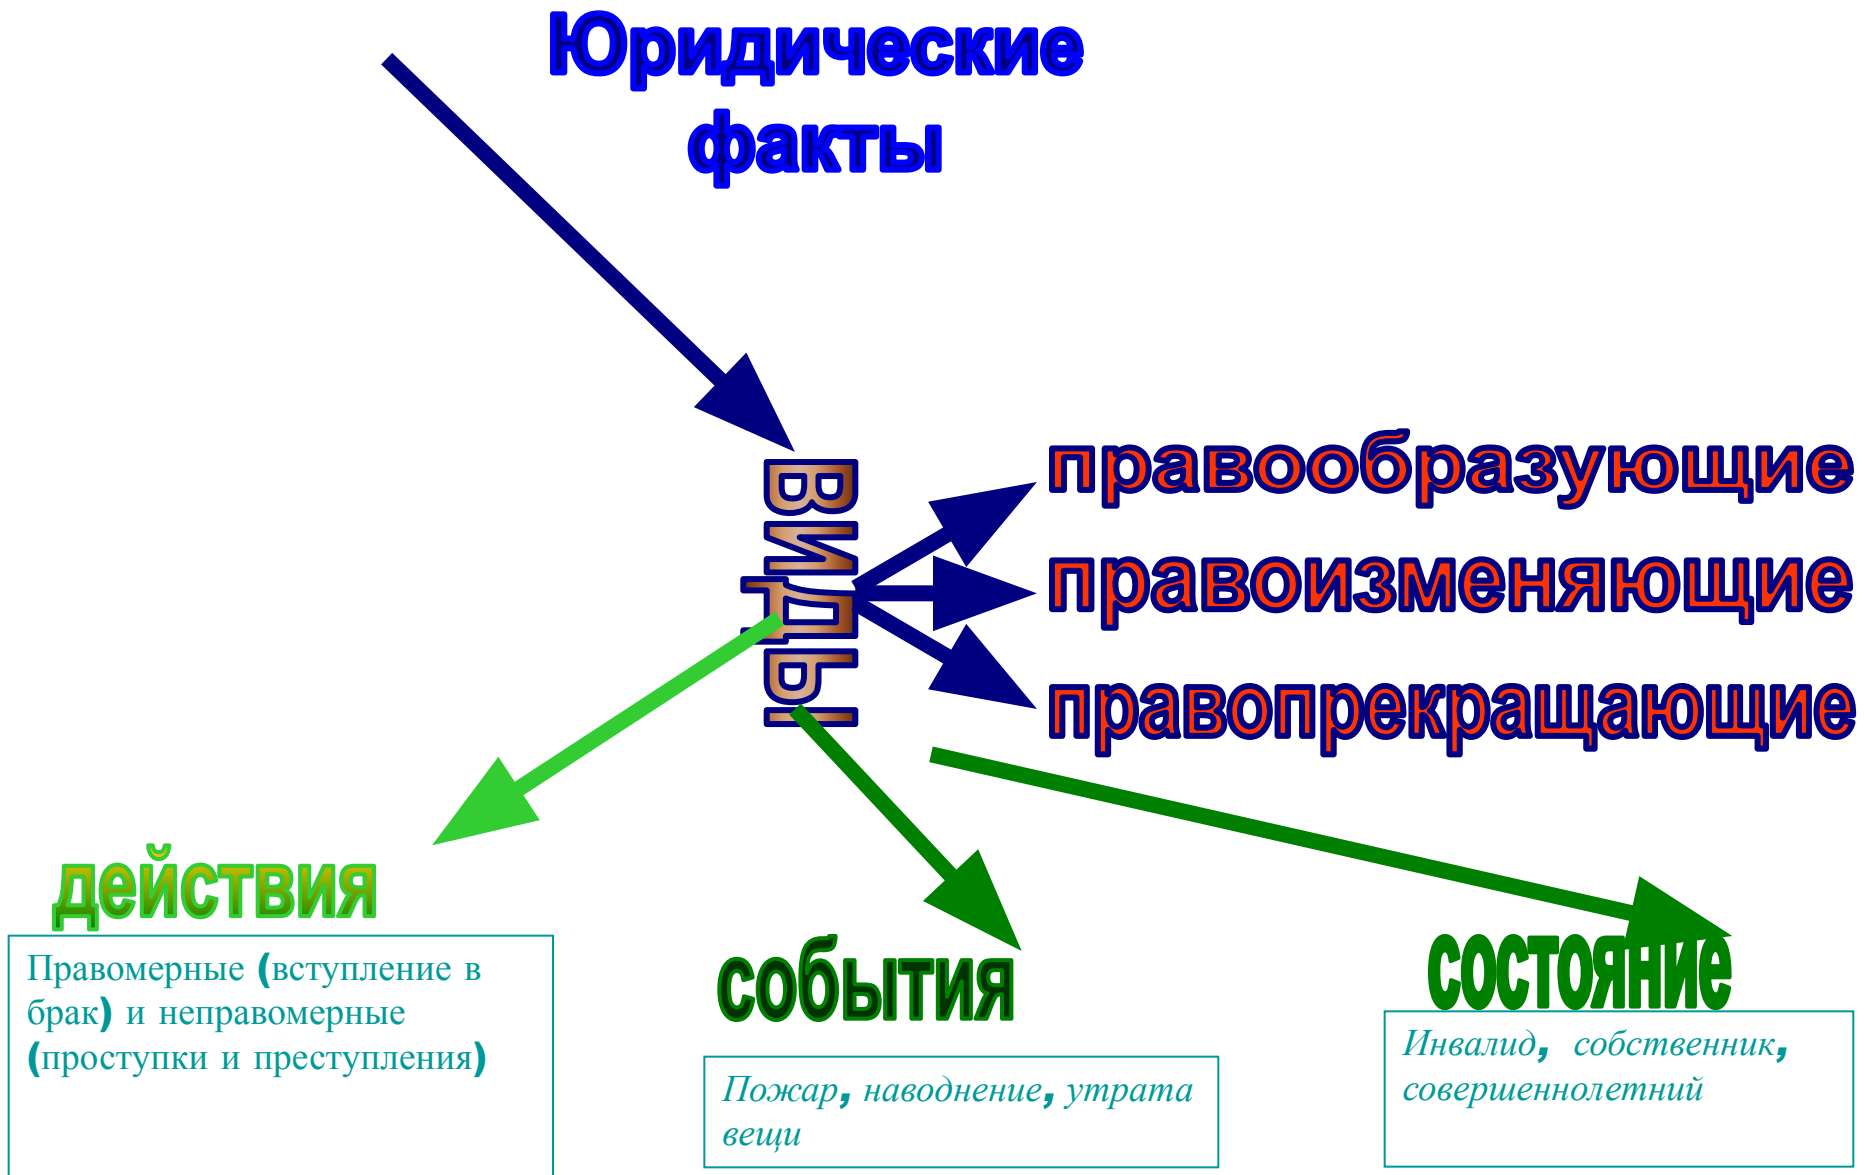 Юридические
факты
виды
правообразующие
правоизменяющие
правопрекращающие
действия
Правомерные (вступление в
брак) и неправомерные
(проступки и преступления)
события
Пожар, наводнение, утрата
вещи
состояние
Инвалид, собственник,
совершеннолетний